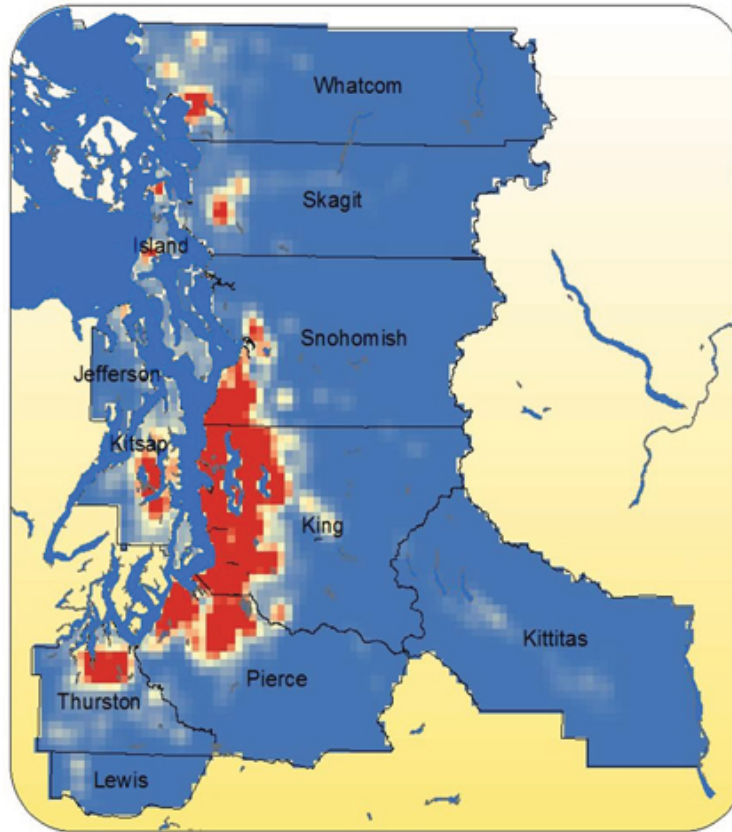 Whatcom
Skagit
Island
Snohomish
Jefferson
Kitsap
King
Kittitas
Pierce
Thurston
Lewis